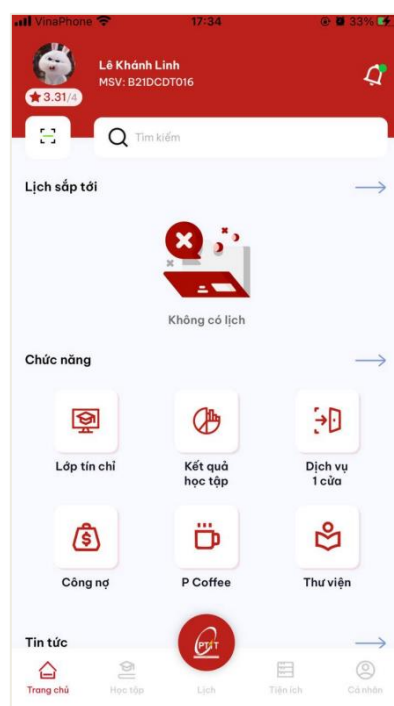 VinaPhone 17:34 33%
Lê Khánh Linh
MSV: B21DCDT016
3.31/4
Tìm kiếm
Lịch sắp tới
Không có lịch
Chức năng
Lớp tín chỉ
Kết quả
học tập
Dịch vụ
1 cửa
Công nợ
P Coffee
Thư viện
Tin tức
PTIT
Trang chủ
Học tập
Lịch
Tiện ích
Cá nhân